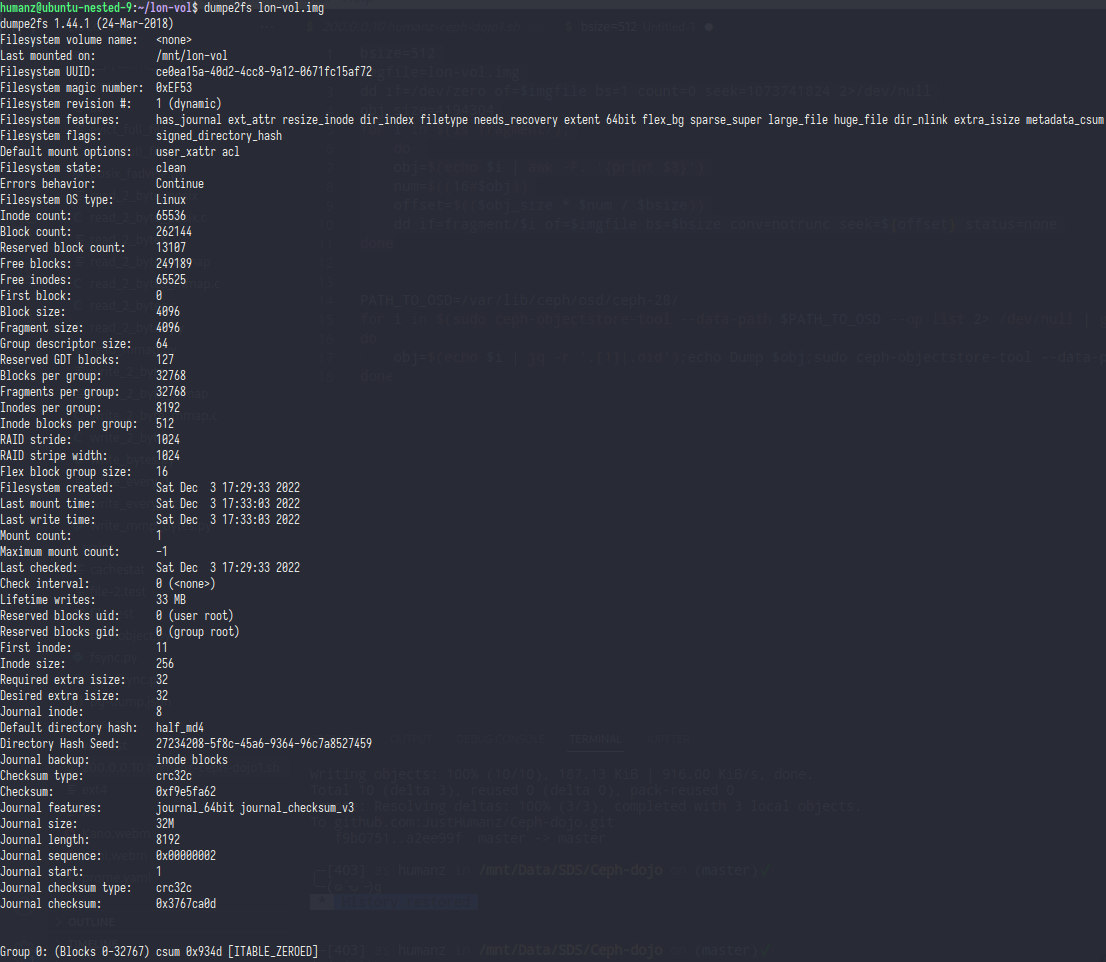 humanz@ubuntu-nested-9:~/lon-vol$ dumpe2fs lon-vol.img
dumpe2fs 1.44.1 (24-Mar-2018)
Filesystem volume name:   <none>
Last mounted on:          /mnt/lon-vol
Filesystem UUID:          ce0ea15a-40d2-4cc8-9a12-0671fc15af72
Filesystem magic number:  0xEF53
Filesystem revision #:    1 (dynamic)
Filesystem features:      has_journal ext_attr resize_inode dir_index filetype needs_recovery extent 64bit flex_bg sparse_super large_file huge_file dir_nlink extra_isize metadata_csum
Filesystem flags:         signed_directory_hash
Default mount options:    user_xattr acl
Filesystem state:         clean
Errors behavior:          Continue
Filesystem OS type:       Linux
Inode count:              65536
Block count:              262144
Reserved block count:     13107
Free blocks:              249189
Free inodes:              65525
First block:              0
Block size:               4096
Fragment size:            4096
Group descriptor size:    64
Reserved GDT blocks:      127
Blocks per group:         32768
Fragments per group:      32768
Inodes per group:         8192
Inode blocks per group:   512
RAID stride:              1024
RAID stripe width:        1024
Flex block group size:    16
Filesystem created:       Sat Dec  3 17:29:33 2022
Last mount time:          Sat Dec  3 17:33:03 2022
Last write time:          Sat Dec  3 17:33:03 2022
Mount count:              1
Maximum mount count:      -1
Last checked:             Sat Dec  3 17:29:33 2022
Check interval:           0 (<none>)
Lifetime writes:          33 MB
Reserved blocks uid:      0 (user root)
Reserved blocks gid:      0 (group root)
First inode:              11
Inode size:               256
Required extra isize:     32
Desired extra isize:      32
Journal inode:            8
Default directory hash:   half_md4
Directory Hash Seed:      27234208-5f8c-45a6-9364-96c7a8527459
Journal backup:           inode blocks
Checksum type:            crc32c
Checksum:                 0xf9e5fa62
Journal features:         journal_64bit journal_checksum_v3
Journal size:             32M
Journal length:           8192
Journal sequence:         0x00000002
Journal start:            1
Journal checksum type:    crc32c
Journal checksum:         0x3767ca0d
Group 0: (Blocks 0-32767) csum 0x934d [ITABLE_ZEROED]